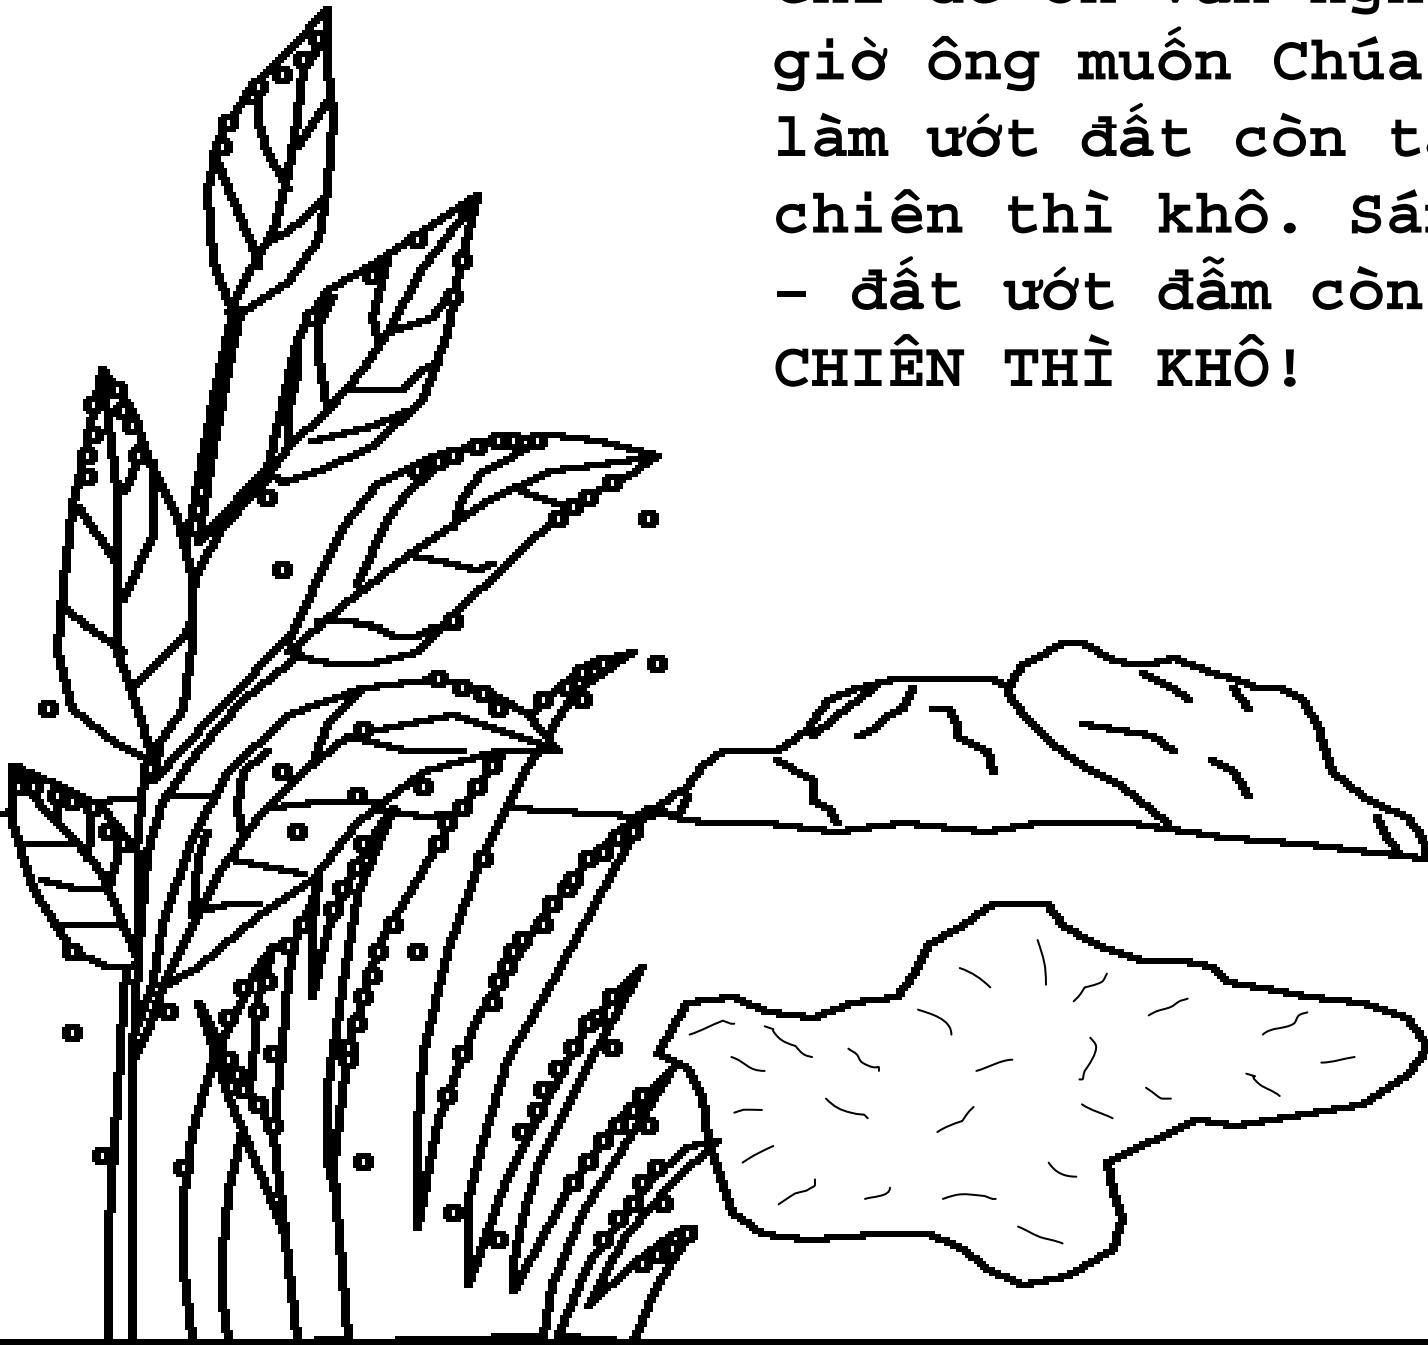 giờ ông muốn Chúa
làm ướt đất còn
chiên thì khô.
- đất ướt đẫm còn
CHIÊN THÌ KHÔ!